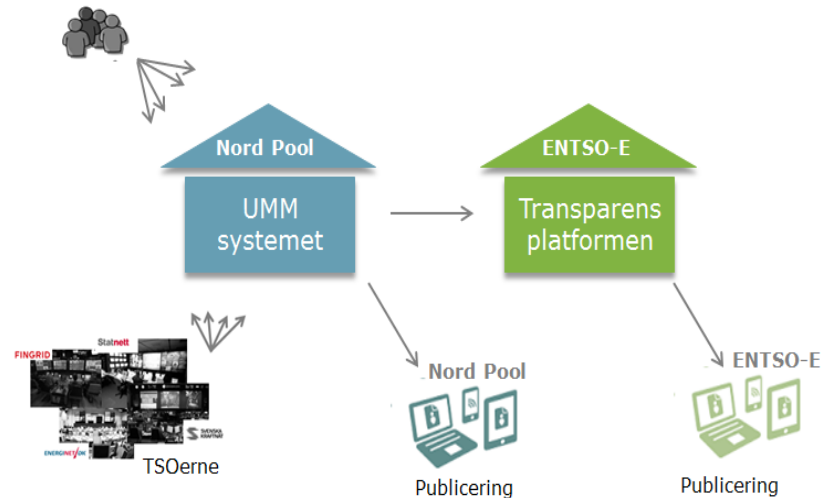 Nord Pool
ENTSO-E
UMM
systemet
Transparens
platformen
Statnett
FINGRID
SVENSKA
KRAFTNÄT
ENERGINET/DK
TSOerne
Nord Pool
Publicering
ENTSO-E
Publicering